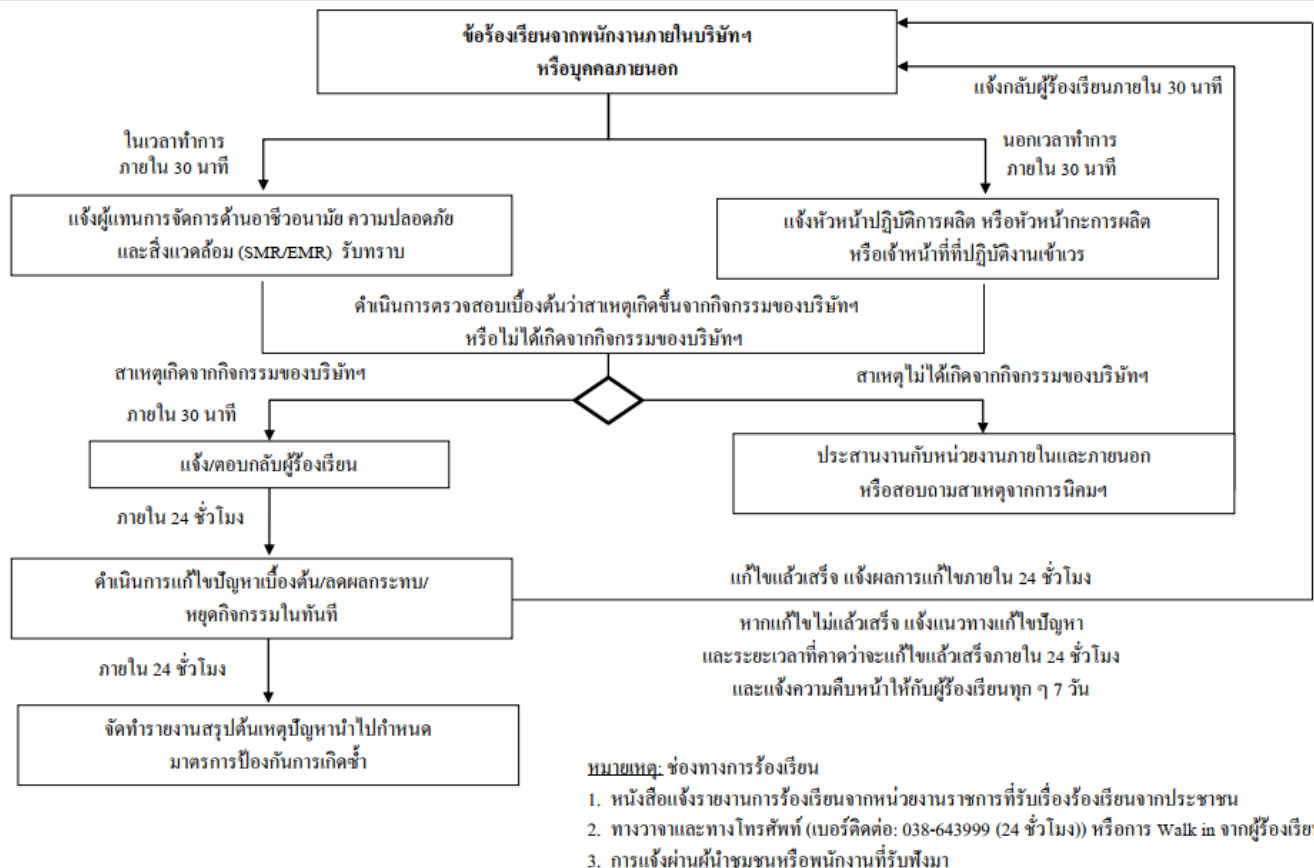 ข้อร้องเรียนจากพนักงานภายในบริษัทฯ
หรือบุคคลภายนอก
แจ้งกลับผู้ร้องเรียนภายใน 30 นาที
ในเวลาทำการ
ภายใน 30 นาที
นอกเวลาทำการ
ภายใน 30 นาที
แจ้งผู้แทนการจัดการด้านอาชีวอนามัย ความปลอดภัย
และสิ่งแวดล้อม (SMR/EMR) รับทราบ
แจ้งหัวหน้าปฏิบัติการผลิต หรือหัวหน้ากะการผลิต
หรือเจ้าหน้าที่ที่ปฏิบัติงานเข้าเวร
ดำเนินการตรวจสอบเบื้องต้นว่าสาเหตุเกิดขึ้นจากกิจกรรมของบริษัทฯ
หรือไม่ได้เกิดจากกิจกรรมของบริษัทฯ
สาเหตุเกิดจากกิจกรรมของบริษัทฯ
สาเหตุไม่ได้เกิดจากกิจกรรมของบริษัทฯ
ภายใน 30 นาที
แจ้ง/ตอบกลับผู้ร้องเรียน
ประสานงานกับหน่วยงานภายในและภายนอก
หรือสอบถามสาเหตุจากการนิคมฯ
ภายใน 24 ชั่วโมง
ดำเนินการแก้ไขปัญหาเบื้องต้น/ลดผลกระทบ/
หยุดกิจกรรมในทันที
แก้ไขแล้วเสร็จ แจ้งผลการแก้ไขภายใน 24 ชั่วโมง
หากแก้ไขไม่แล้วเสร็จ แจ้งแนวทางแก้ไขปัญหา
และระยะเวลาที่คาดว่าจะแก้ไขแล้วเสร็จภายใน 24 ชั่วโมง
และแจ้งความคืบหน้าให้กับผู้ร้องเรียนทุก ๆ 7 วัน
ภายใน 24 ชั่วโมง
จัดทำรายงานสรุปต้นเหตุปัญหานำไปกำหนด
มาตรการป้องกันการเกิดซ้ำ
หมายเหตุ: ช่องทางการร้องเรียน
1. หนังสือแจ้งรายงานการร้องเรียนจากหน่วยงานราชการที่รับเรื่องร้องเรียนจากประชาชน
2. ทางวาจาและทางโทรศัพท์ (เบอร์ติดต่อ: 038-643999 (24 ชั่วโมง)) หรือการ Walk in จากผู้ร้องเรีย
3. การแจ้งผ่านผู้นำชุมชนหรือพนักงานที่รับฟังมา